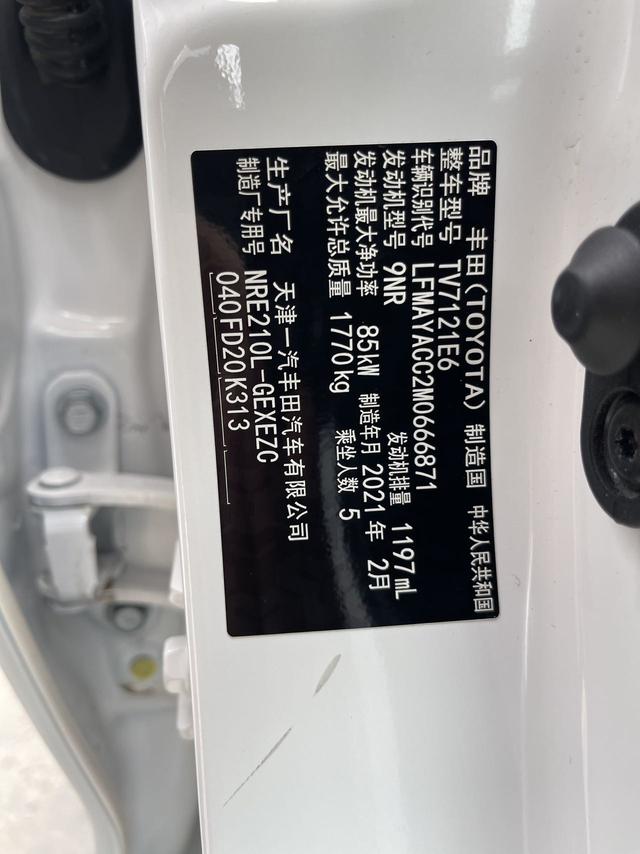 品牌 丰田(TOYOTA) 制造国 中华人民共和国
整车型号 TV7121E6
车辆识别代号 LFMAYACC2M0666871
发动机型号 9NR 发动机排量 1197mL
发动机最大净功率 85kW 制造年月 2021年 2月
最大允许总质量 1770kg 乘坐人数 5
生产厂名 天津一汽丰田汽车有限公司
制造厂专用号 NRE210L-GEXEZC
040FD20K313